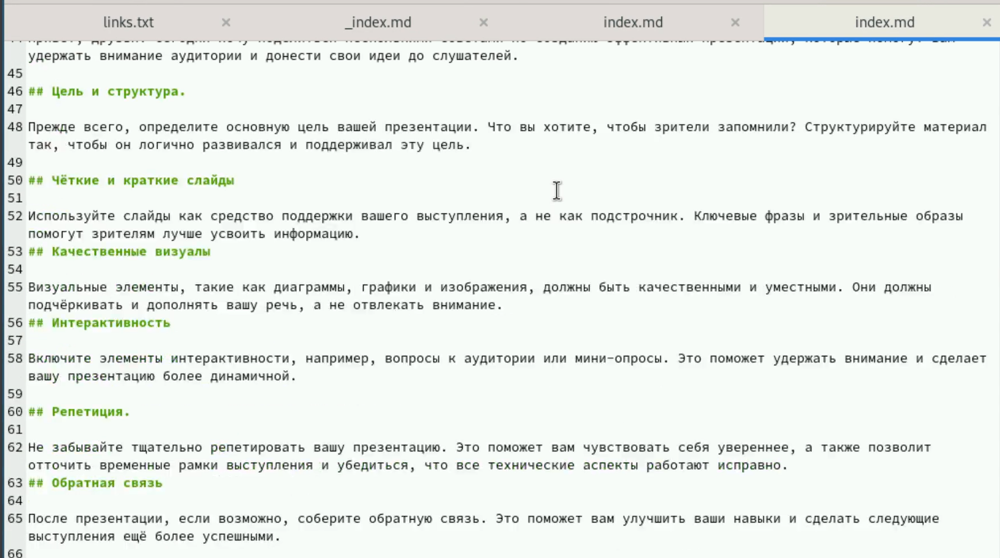 links.txt × _index.md × index.md × index.md ×
удержать внимание аудитории и донести свои идеи до слушателей.
45
46 ## Цель и структура.
47
48 Прежде всего, определите основную цель вашей презентации. Что вы хотите, чтобы зрители запомнили? Структурируйте материал
так, чтобы он логично развивался и поддерживал эту цель.
49
50 ## Чёткие и краткие слайды
51
52 Используйте слайды как средство поддержки вашего выступления, а не как подстрочник. Ключевые фразы и зрительные образы
помогут зрителям лучше усвоить информацию.
53 ## Качественные визуалы
54
55 Визуальные элементы, такие как диаграммы, графики и изображения, должны быть качественными и уместными. Они должны
подчёркивать и дополнять вашу речь, а не отвлекать внимание.
56 ## Интерактивность
57
58 Включите элементы интерактивности, например, вопросы к аудитории или мини-опросы. Это поможет удержать внимание и сделает
вашу презентацию более динамичной.
59
60 ## Репетиция.
61
62 Не забывайте тщательно репетировать вашу презентацию. Это поможет вам чувствовать себя увереннее, а также позволит
отточить временные рамки выступления и убедиться, что все технические аспекты работают исправно.
63 ## Обратная связь
64
65 После презентации, если возможно, соберите обратную связь. Это поможет вам улучшить ваши навыки и сделать следующие
выступления ещё более успешными.
66